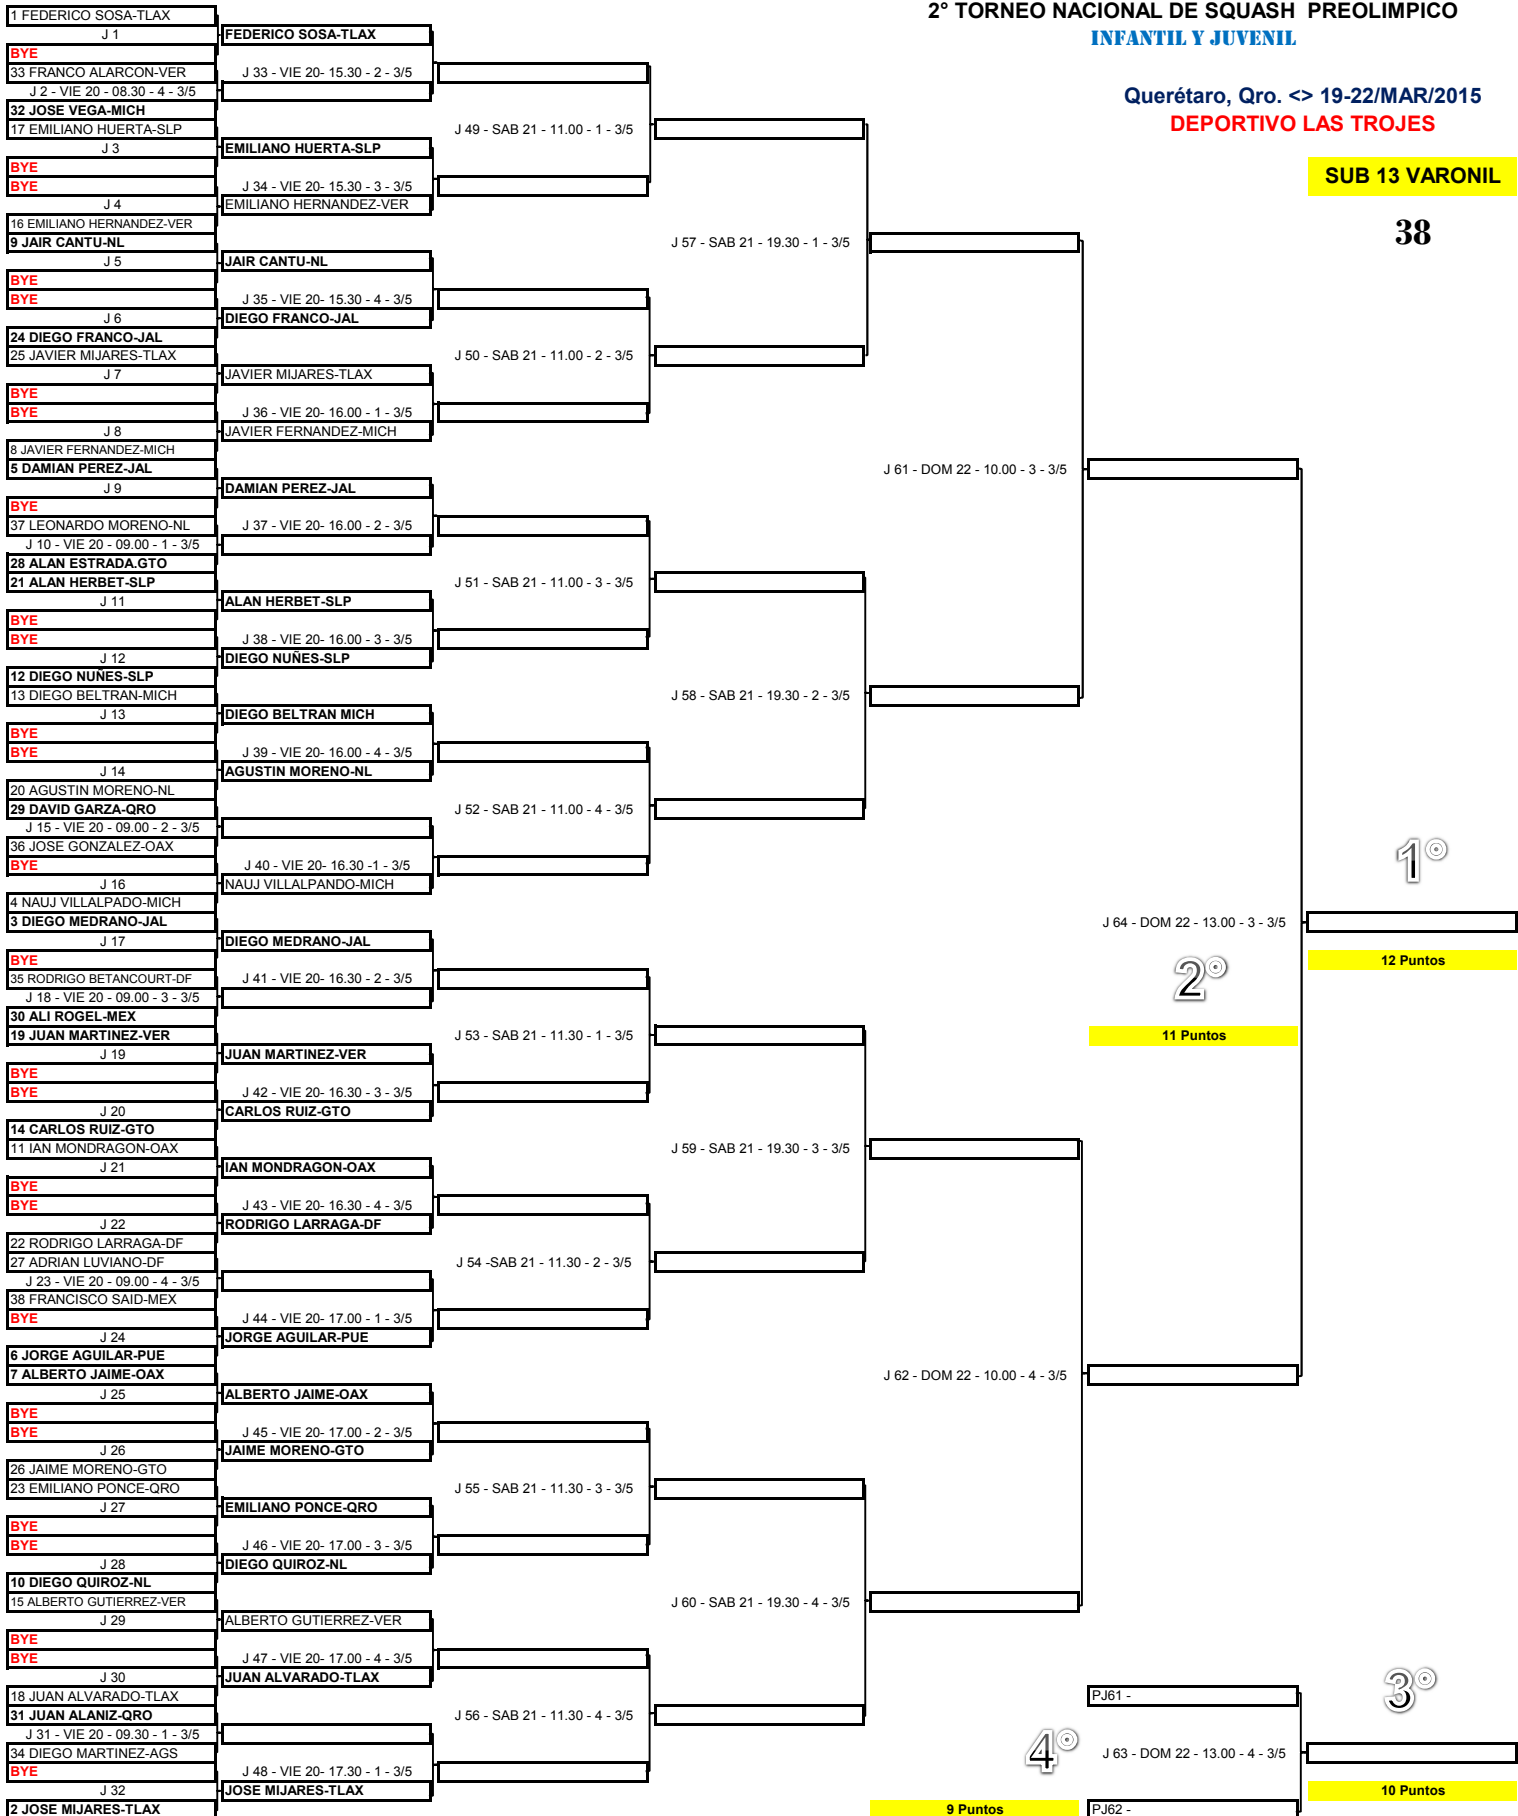 2° TORNEO NACIONAL DE SQUASH PREOLIMPICO
INFANTIL Y JUVENIL
Querétaro, Qro. <> 19-22/MAR/2015
DEPORTIVO LAS TROJES
SUB 13 VARONIL
38
1 FEDERICO SOSA-TLAX
J 1
FEDERICO SOSA-TLAX
BYE
33 FRANCO ALARCON-VER
J 33 - VIE 20- 15.30 - 2 - 3/5
J 2 - VIE 20 - 08.30 - 4 - 3/5
32 JOSE VEGA-MICH
17 EMILIANO HUERTA-SLP
J 49 - SAB 21 - 11.00 - 1 - 3/5
J 3
EMILIANO HUERTA-SLP
BYE
BYE
J 34 - VIE 20- 15.30 - 3 - 3/5
J 4
EMILIANO HERNANDEZ-VER
16 EMILIANO HERNANDEZ-VER
9 JAIR CANTU-NL
J 57 - SAB 21 - 19.30 - 1 - 3/5
J 5
JAIR CANTU-NL
BYE
BYE
J 35 - VIE 20- 15.30 - 4 - 3/5
J 6
DIEGO FRANCO-JAL
24 DIEGO FRANCO-JAL
25 JAVIER MIJARES-TLAX
J 50 - SAB 21 - 11.00 - 2 - 3/5
J 7
JAVIER MIJARES-TLAX
BYE
BYE
J 36 - VIE 20- 16.00 - 1 - 3/5
J 8
JAVIER FERNANDEZ-MICH
8 JAVIER FERNANDEZ-MICH
5 DAMIAN PEREZ-JAL
J 61 - DOM 22 - 10.00 - 3 - 3/5
J 9
DAMIAN PEREZ-JAL
BYE
37 LEONARDO MORENO-NL
J 37 - VIE 20- 16.00 - 2 - 3/5
J 10 - VIE 20 - 09.00 - 1 - 3/5
28 ALAN ESTRADA.GTO
21 ALAN HERBET-SLP
J 51 - SAB 21 - 11.00 - 3 - 3/5
J 11
ALAN HERBET-SLP
BYE
BYE
J 38 - VIE 20- 16.00 - 3 - 3/5
J 12
DIEGO NUÑES-SLP
12 DIEGO NUÑES-SLP
13 DIEGO BELTRAN-MICH
J 58 - SAB 21 - 19.30 - 2 - 3/5
J 13
DIEGO BELTRAN MICH
BYE
BYE
J 39 - VIE 20- 16.00 - 4 - 3/5
J 14
AGUSTIN MORENO-NL
20 AGUSTIN MORENO-NL
29 DAVID GARZA-QRO
J 52 - SAB 21 - 11.00 - 4 - 3/5
J 15 - VIE 20 - 09.00 - 2 - 3/5
36 JOSE GONZALEZ-OAX
BYE
J 40 - VIE 20- 16.30 -1 - 3/5
1°
J 16
NAUJ VILLALPANDO-MICH
4 NAUJ VILLALPADO-MICH
3 DIEGO MEDRANO-JAL
J 64 - DOM 22 - 13.00 - 3 - 3/5
J 17
DIEGO MEDRANO-JAL
BYE
12 Puntos
35 RODRIGO BETANCOURT-DF
J 41 - VIE 20- 16.30 - 2 - 3/5
2°
J 18 - VIE 20 - 09.00 - 3 - 3/5
30 ALI ROGEL-MEX
19 JUAN MARTINEZ-VER
J 53 - SAB 21 - 11.30 - 1 - 3/5
11 Puntos
J 19
JUAN MARTINEZ-VER
BYE
BYE
J 42 - VIE 20- 16.30 - 3 - 3/5
J 20
CARLOS RUIZ-GTO
14 CARLOS RUIZ-GTO
11 IAN MONDRAGON-OAX
J 59 - SAB 21 - 19.30 - 3 - 3/5
J 21
IAN MONDRAGON-OAX
BYE
BYE
J 43 - VIE 20- 16.30 - 4 - 3/5
J 22
RODRIGO LARRAGA-DF
22 RODRIGO LARRAGA-DF
27 ADRIAN LUVIANO-DF
J 54 -SAB 21 - 11.30 - 2 - 3/5
J 23 - VIE 20 - 09.00 - 4 - 3/5
38 FRANCISCO SAID-MEX
BYE
J 44 - VIE 20- 17.00 - 1 - 3/5
J 24
JORGE AGUILAR-PUE
6 JORGE AGUILAR-PUE
7 ALBERTO JAIME-OAX
J 62 - DOM 22 - 10.00 - 4 - 3/5
J 25
ALBERTO JAIME-OAX
BYE
BYE
J 45 - VIE 20- 17.00 - 2 - 3/5
J 26
JAIME MORENO-GTO
26 JAIME MORENO-GTO
23 EMILIANO PONCE-QRO
J 55 - SAB 21 - 11.30 - 3 - 3/5
J 27
EMILIANO PONCE-QRO
BYE
BYE
J 46 - VIE 20- 17.00 - 3 - 3/5
J 28
DIEGO QUIROZ-NL
10 DIEGO QUIROZ-NL
15 ALBERTO GUTIERREZ-VER
J 60 - SAB 21 - 19.30 - 4 - 3/5
J 29
ALBERTO GUTIERREZ-VER
BYE
BYE
J 47 - VIE 20- 17.00 - 4 - 3/5
J 30
JUAN ALVARADO-TLAX
18 JUAN ALVARADO-TLAX
PJ61 -
3°
31 JUAN ALANIZ-QRO
J 56 - SAB 21 - 11.30 - 4 - 3/5
J 31 - VIE 20 - 09.30 - 1 - 3/5
34 DIEGO MARTINEZ-AGS
4°
J 63 - DOM 22 - 13.00 - 4 - 3/5
BYE
J 48 - VIE 20- 17.30 - 1 - 3/5
J 32
JOSE MIJARES-TLAX
10 Puntos
2 JOSE MIJARES-TLAX
9 Puntos
PJ62 -